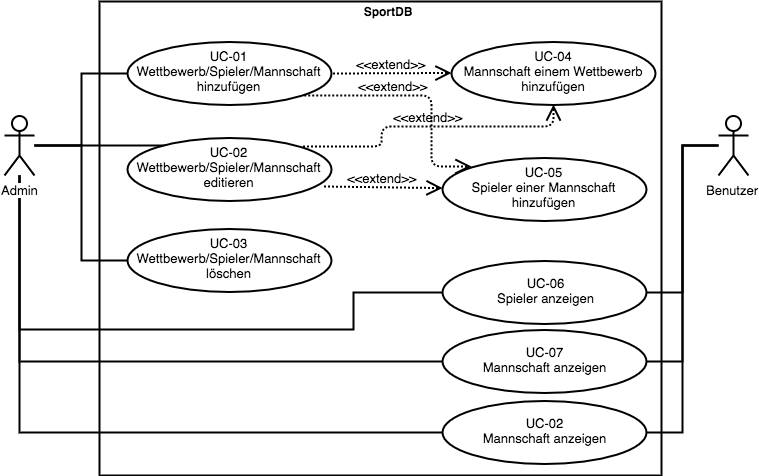 SportDB
UC-01
Wettbewerb/Spieler/Mannschaft
hinzufügen
<<extend>>
UC-04
Mannschaft einem Wettbewerb
hinzufügen
<<extend>>
<<extend>>
UC-02
Wettbewerb/Spieler/Mannschaft
editieren
<<extend>>
UC-05
Spieler einer Mannschaft
hinzufügen
Admin
Benutzer
UC-03
Wettbewerb/Spieler/Mannschaft
löschen
UC-06
Spieler anzeigen
UC-07
Mannschaft anzeigen
UC-02
Mannschaft anzeigen